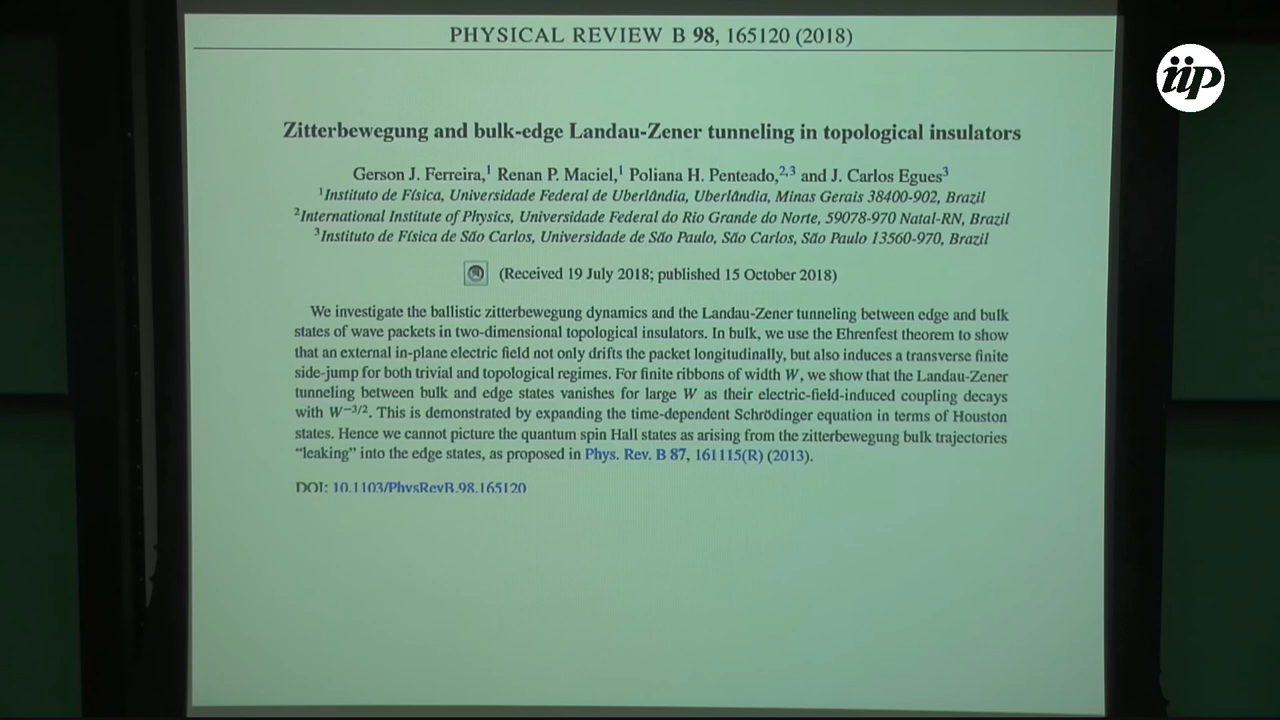 PHYSICAL REVIEW B 98, 165120 (2018)
iip
Zitterbewegung and bulk-edge Landau-Zener tunneling in topological insulators
Gerson J. Ferreira,¹ Renan P. Maciel,¹ Poliana H. Penteado,²,³ and J. Carlos Egues³
¹Instituto de Física, Universidade Federal de Uberlândia, Uberlândia, Minas Gerais 38400-902, Brazil
²International Institute of Physics, Universidade Federal do Rio Grande do Norte, 59078-970 Natal-RN, Brazil
³Instituto de Física de São Carlos, Universidade de São Paulo, São Carlos, São Paulo 13560-970, Brazil
(Received 19 July 2018; published 15 October 2018)
We investigate the ballistic zitterbewegung dynamics and the Landau-Zener tunneling between edge and bulk
states of wave packets in two-dimensional topological insulators. In bulk, we use the Ehrenfest theorem to show
that an external in-plane electric field not only drifts the packet longitudinally, but also induces a transverse finite
side-jump for both trivial and topological regimes. For finite ribbons of width W, we show that the Landau-Zener
tunneling between bulk and edge states vanishes for large W as their electric-field-induced coupling decays
with W⁻³/². This is demonstrated by expanding the time-dependent Schrödinger equation in terms of Houston
states. Hence we cannot picture the quantum spin Hall states as arising from the zitterbewegung bulk trajectories
“leaking” into the edge states, as proposed in Phys. Rev. B 87, 161115(R) (2013).
DOI: 10.1103/PhysRevB.98.165120